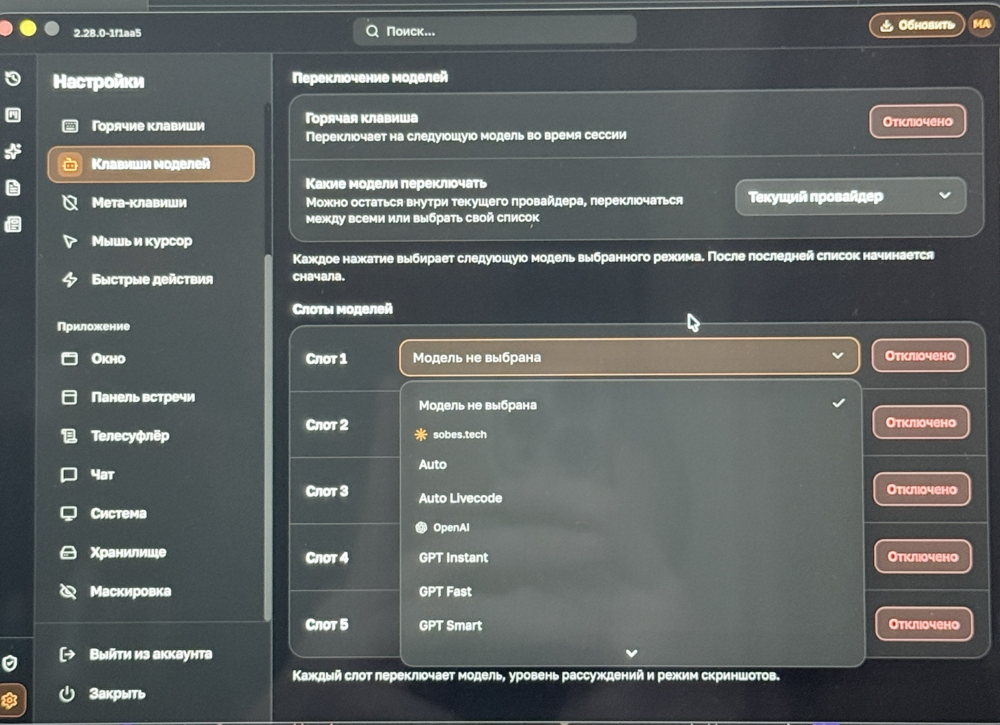 2.28.0-1f1aa5
Поиск...
Обновить
MA
Настройки
Горячие клавиши
Клавиши моделей
Мета-клавиши
Мышь и курсор
Быстрые действия
Приложение
Окно
Панель встречи
Телесуфлёр
Чат
Система
Хранилище
Маскировка
Выйти из аккаунта
Закрыть
Переключение моделей
Горячая клавиша
Переключает на следующую модель во время сессии
Отключено
Какие модели переключать
Можно остаться внутри текущего провайдера, переключаться
между всеми или выбрать свой список
Текущий провайдер
Каждое нажатие выбирает следующую модель выбранного режима. После последней список начинается
сначала.
Слоты моделей
Слот 1
Модель не выбрана
Отключено
Модель не выбрана
sobes.tech
Auto
Auto Livecode
OpenAI
GPT Instant
GPT Fast
GPT Smart
Слот 2
Отключено
Слот 3
Отключено
Слот 4
Отключено
Слот 5
Отключено
Каждый слот переключает модель, уровень рассуждений и режим скриншотов.